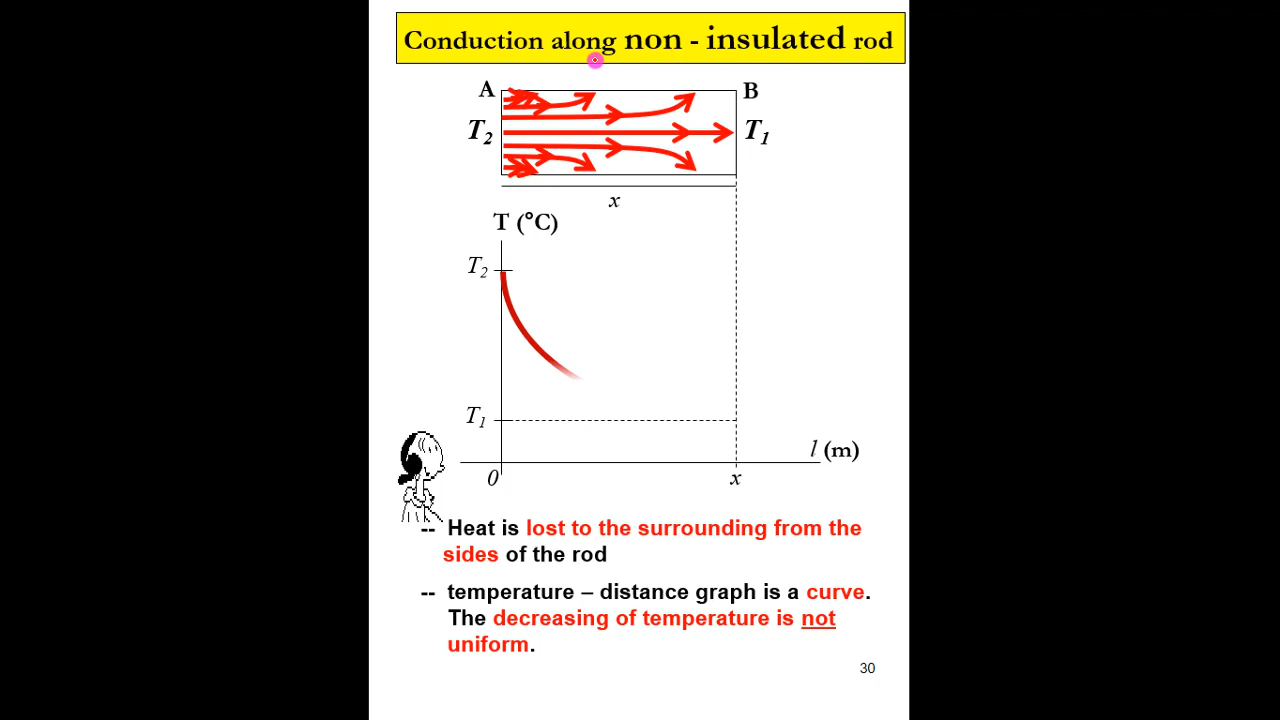 Conduction along non - insulated rod
A B
T2 T1
x
T (°C)
T2
T1
l (m)
0 x
-- Heat is lost to the surrounding from the
sides of the rod
-- temperature – distance graph is a curve.
The decreasing of temperature is not
uniform.
30